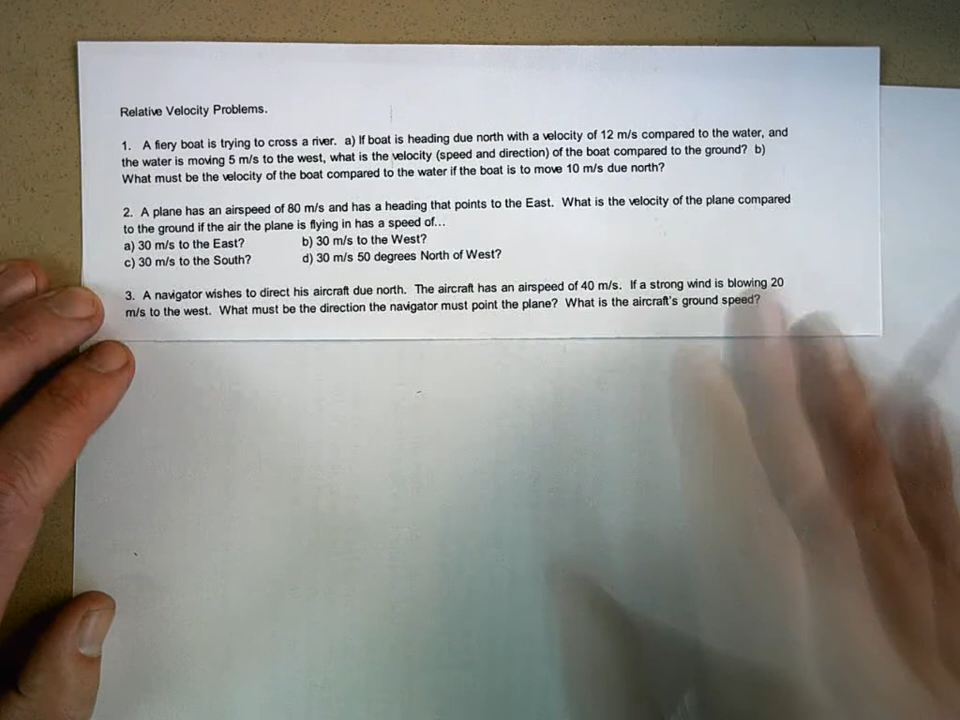 Relative Velocity Problems.
1. A fiery boat is trying to cross a river. a) If boat is heading due north with a velocity of 12 m/s compared to the water, and
the water is moving 5 m/s to the west, what is the velocity (speed and direction) of the boat compared to the ground? b)
What must be the velocity of the boat compared to the water if the boat is to move 10 m/s due north?
2. A plane has an airspeed of 80 m/s and has a heading that points to the East. What is the velocity of the plane compared
to the ground if the air the plane is flying in has a speed of...
a) 30 m/s to the East? b) 30 m/s to the West?
c) 30 m/s to the South? d) 30 m/s 50 degrees North of West?
3. A navigator wishes to direct his aircraft due north. The aircraft has an airspeed of 40 m/s. If a strong wind is blowing 20
m/s to the west. What must be the direction the navigator must point the plane? What is the aircraft's ground speed?